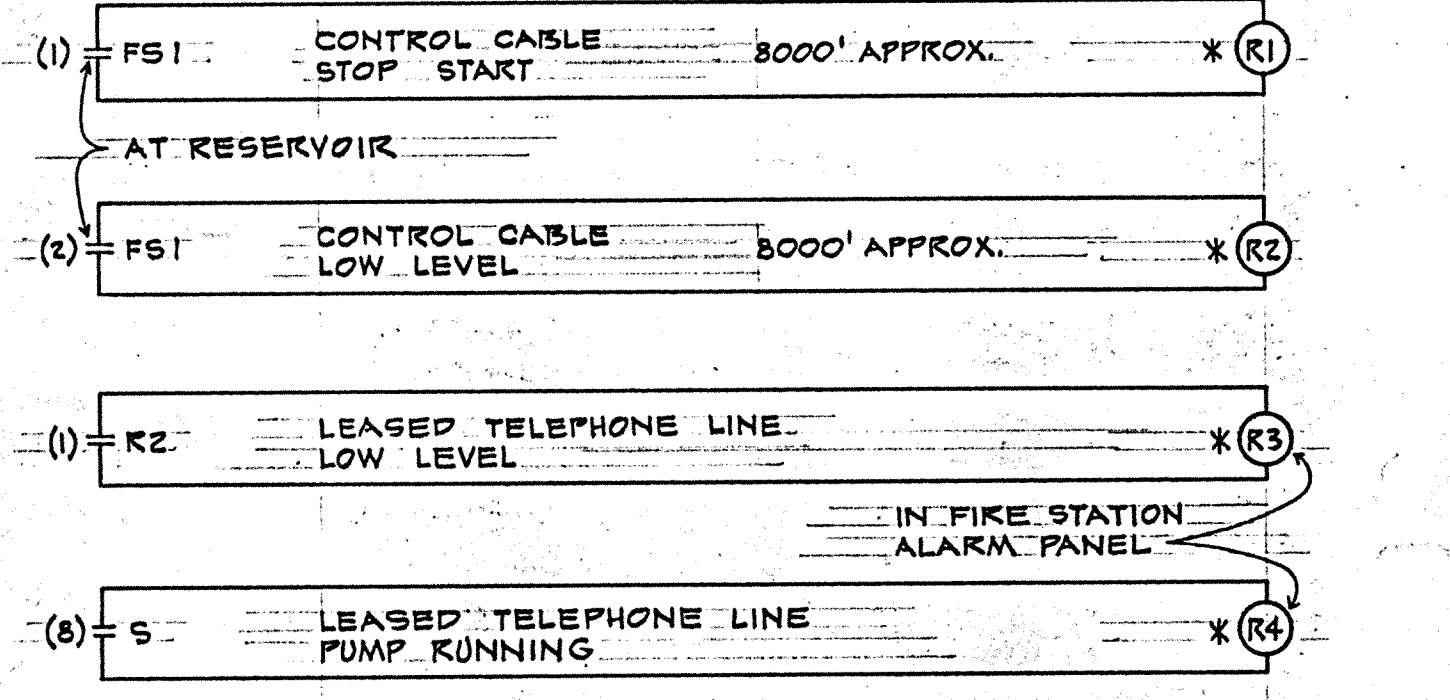 (1) FS1 CONTROL CABLE 8000' APPROX. * R1
STOP START
AT RESERVOIR
(2) FS1 CONTROL CABLE 8000' APPROX. * R2
LOW LEVEL
(1) R2 LEASED TELEPHONE LINE * R3
LOW LEVEL
IN FIRE STATION
ALARM PANEL
(8) S LEASED TELEPHONE LINE * R4
PUMP RUNNING